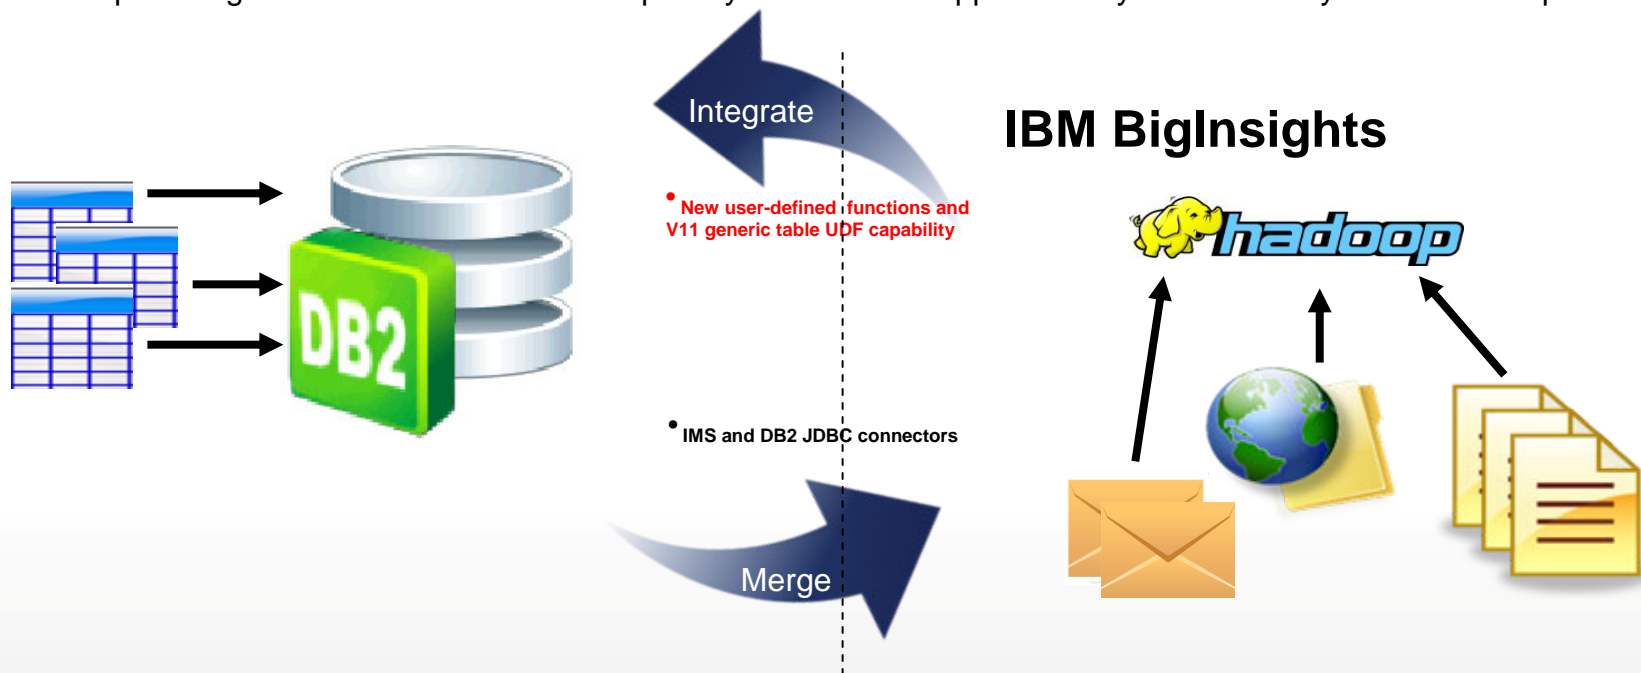 Integrate
IBM BigInsights
• New user-defined functions and
V11 generic table UDF capability
hadoop
DB2
• IMS and DB2 JDBC connectors
Merge